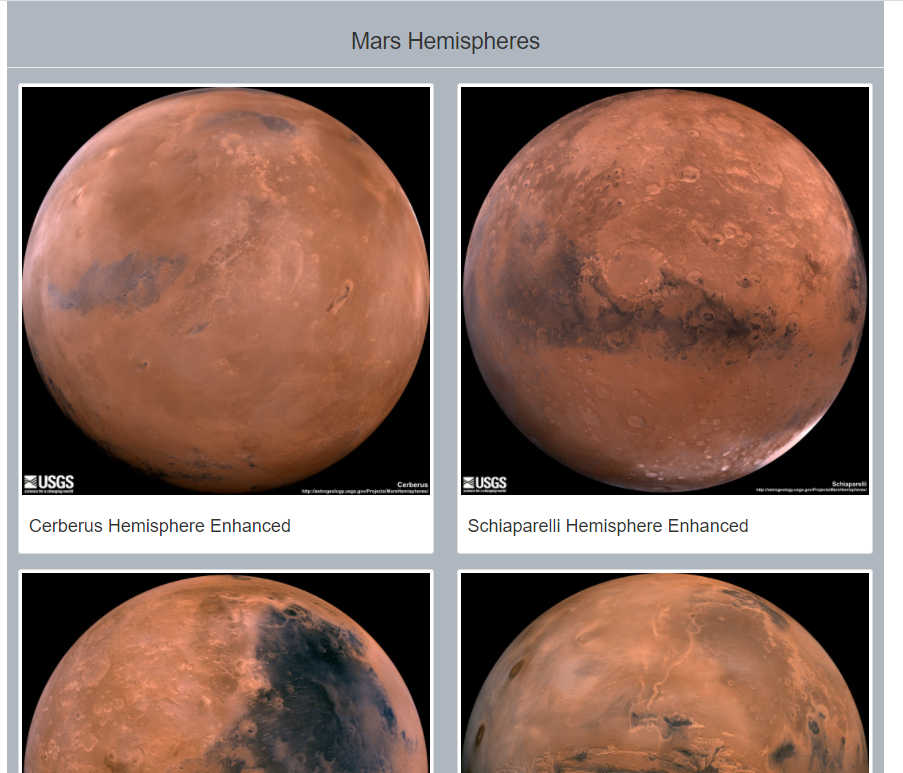 Mars Hemispheres
USGS
science for a changing world
Cerberus
http://astrogeology.usgs.gov/Projects/MarsHemispheres/
USGS
science for a changing world
Schiaparelli
http://astrogeology.usgs.gov/Projects/MarsHemispheres/
Cerberus Hemisphere Enhanced
Schiaparelli Hemisphere Enhanced